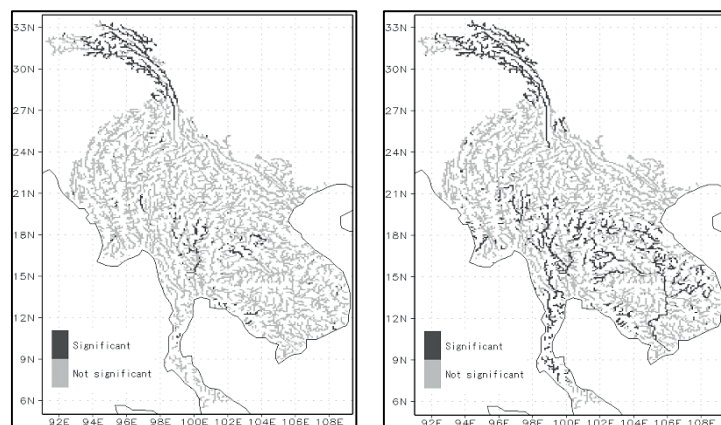 33N
30N
27N
24N
21N
18N
15N
12N
9N
6N
Significant
Not significant
92E 94E 96E 98E 100E 102E 104E 106E 108E
33N
30N
27N
24N
21N
18N
15N
12N
9N
6N
Significant
Not significant
92E 94E 96E 98E 100E 102E 104E 106E 108E